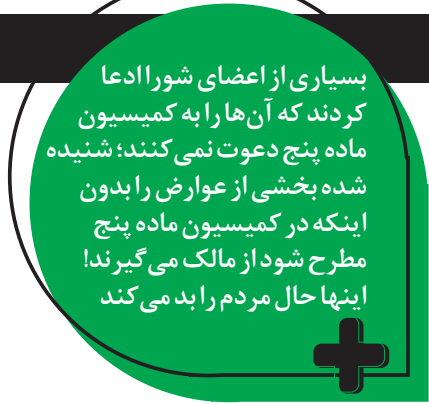 بسیاری از اعضای شورا ادعا
کردند که آن‌ها را به کمیسیون
ماده پنج دعوت نمی‌کنند؛ شنیده
شده بخشی از عوارض را بدون
اینکه در کمیسیون ماده پنج
مطرح شود از مالک می‌گیرند!
اینها حال مردم را بد می‌کند